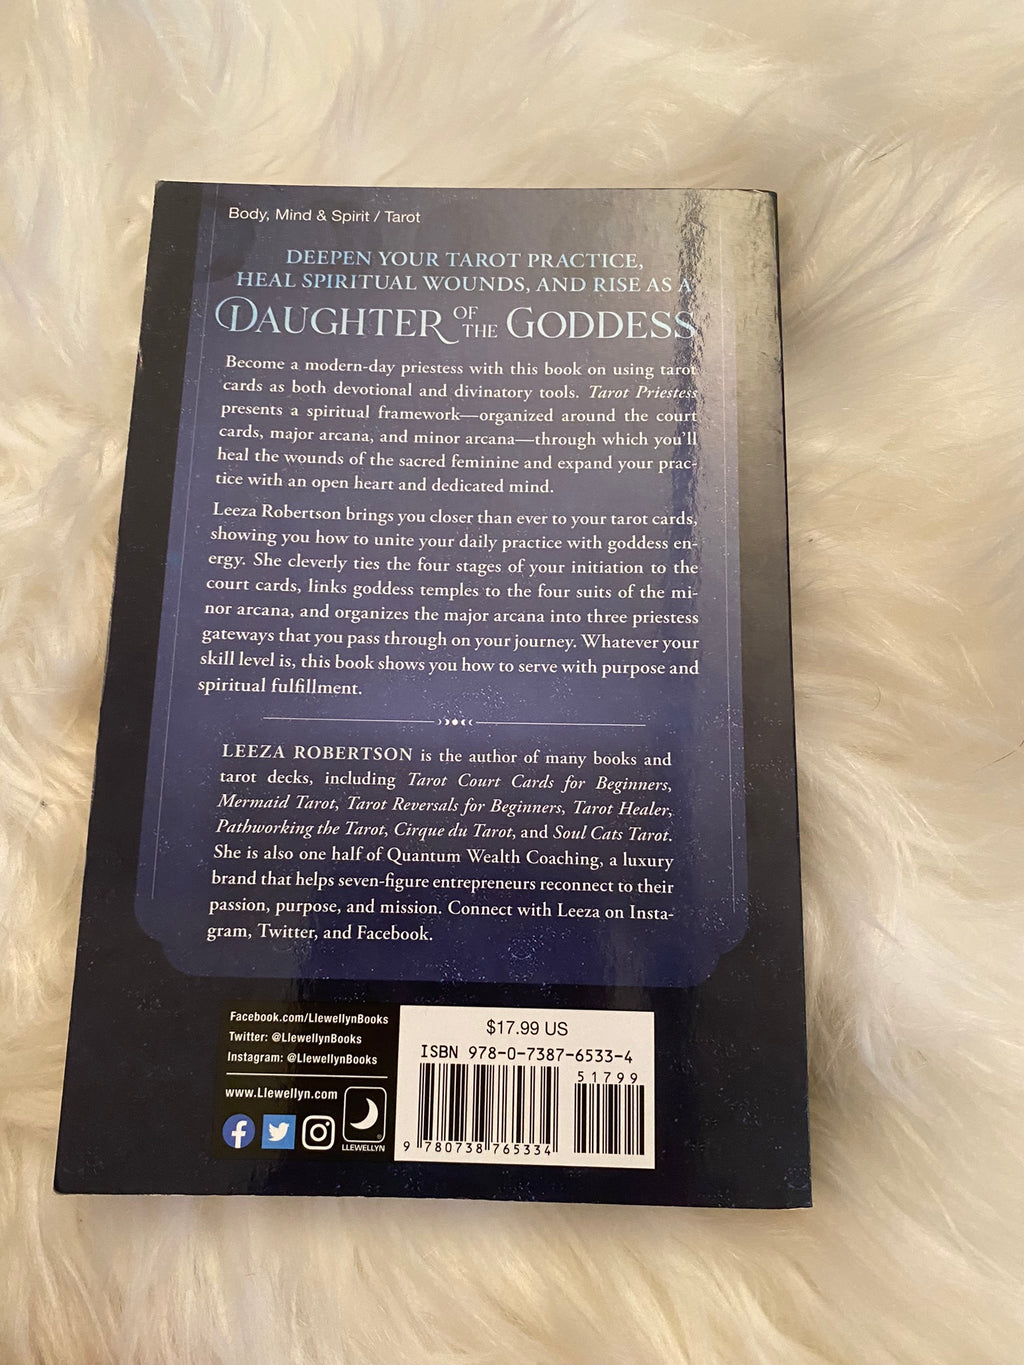 Body, Mind & Spirit / Tarot
DEEPEN YOUR TAROT PRACTICE,
HEAL SPIRITUAL WOUNDS, AND RISE AS A
DAUGHTER OF THE GODDESS
Become a modern-day priestess with this book on using tarot
cards as both devotional and divinatory tools. Tarot Priestess
presents a spiritual framework—organized around the court
cards, major arcana, and minor arcana—through which you'll
heal the wounds of the sacred feminine and expand your prac-
tice with an open heart and dedicated mind.
Leeza Robertson brings you closer than ever to your tarot cards,
showing you how to unite your daily practice with goddess en-
ergy. She cleverly ties the four stages of your initiation to the
court cards, links goddess temples to the four suits of the mi-
nor arcana, and organizes the major arcana into three priestess
gateways that you pass through on your journey. Whatever your
skill level is, this book shows you how to serve with purpose and
spiritual fulfillment.
LEEZA ROBERTSON is the author of many books and
tarot decks, including Tarot Court Cards for Beginners,
Mermaid Tarot, Tarot Reversals for Beginners, Tarot Healer,
Pathworking the Tarot, Cirque du Tarot, and Soul Cats Tarot.
She is also one half of Quantum Wealth Coaching, a luxury
brand that helps seven-figure entrepreneurs reconnect to their
passion, purpose, and mission. Connect with Leeza on Insta-
gram, Twitter, and Facebook.
Facebook.com/LlewellynBooks
Twitter: @LlewellynBooks
Instagram: @LlewellynBooks
www.Llewellyn.com
LLEWELLYN
$17.99 US
ISBN 978-0-7387-6533-4
51799
9 780738 765334